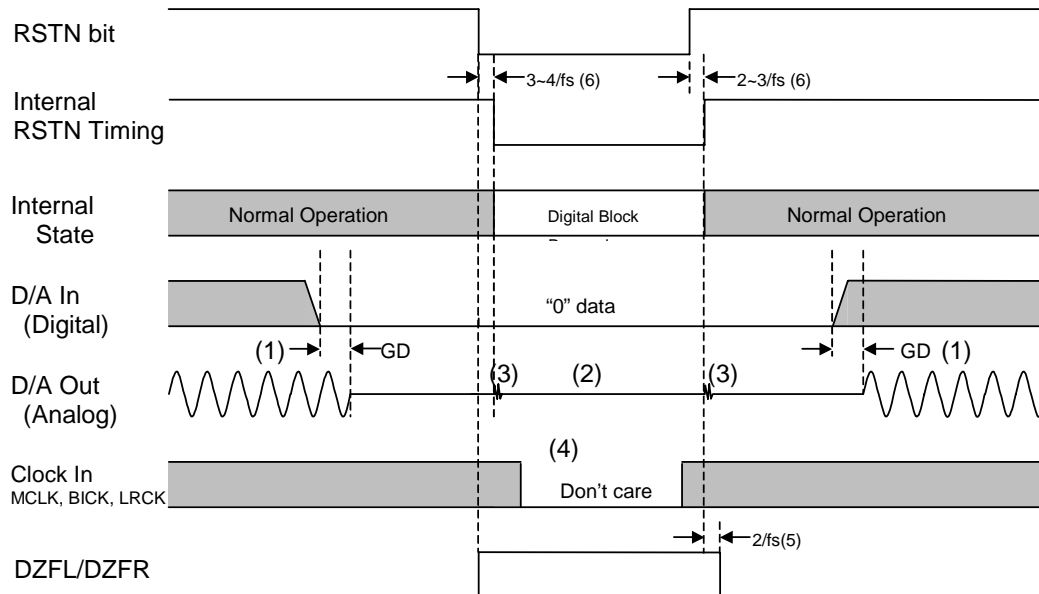 RSTN bit
3~4/fs (6)
2~3/fs (6)
Internal
RSTN Timing
Internal
State
Normal Operation
Digital Block
Normal Operation
D/A In
(Digital)
“0” data
(1)
GD
GD
(1)
D/A Out
(Analog)
(3)
(2)
(3)
(4)
Clock In
MCLK, BICK, LRCK
Don’t care
2/fs(5)
DZFL/DZFR